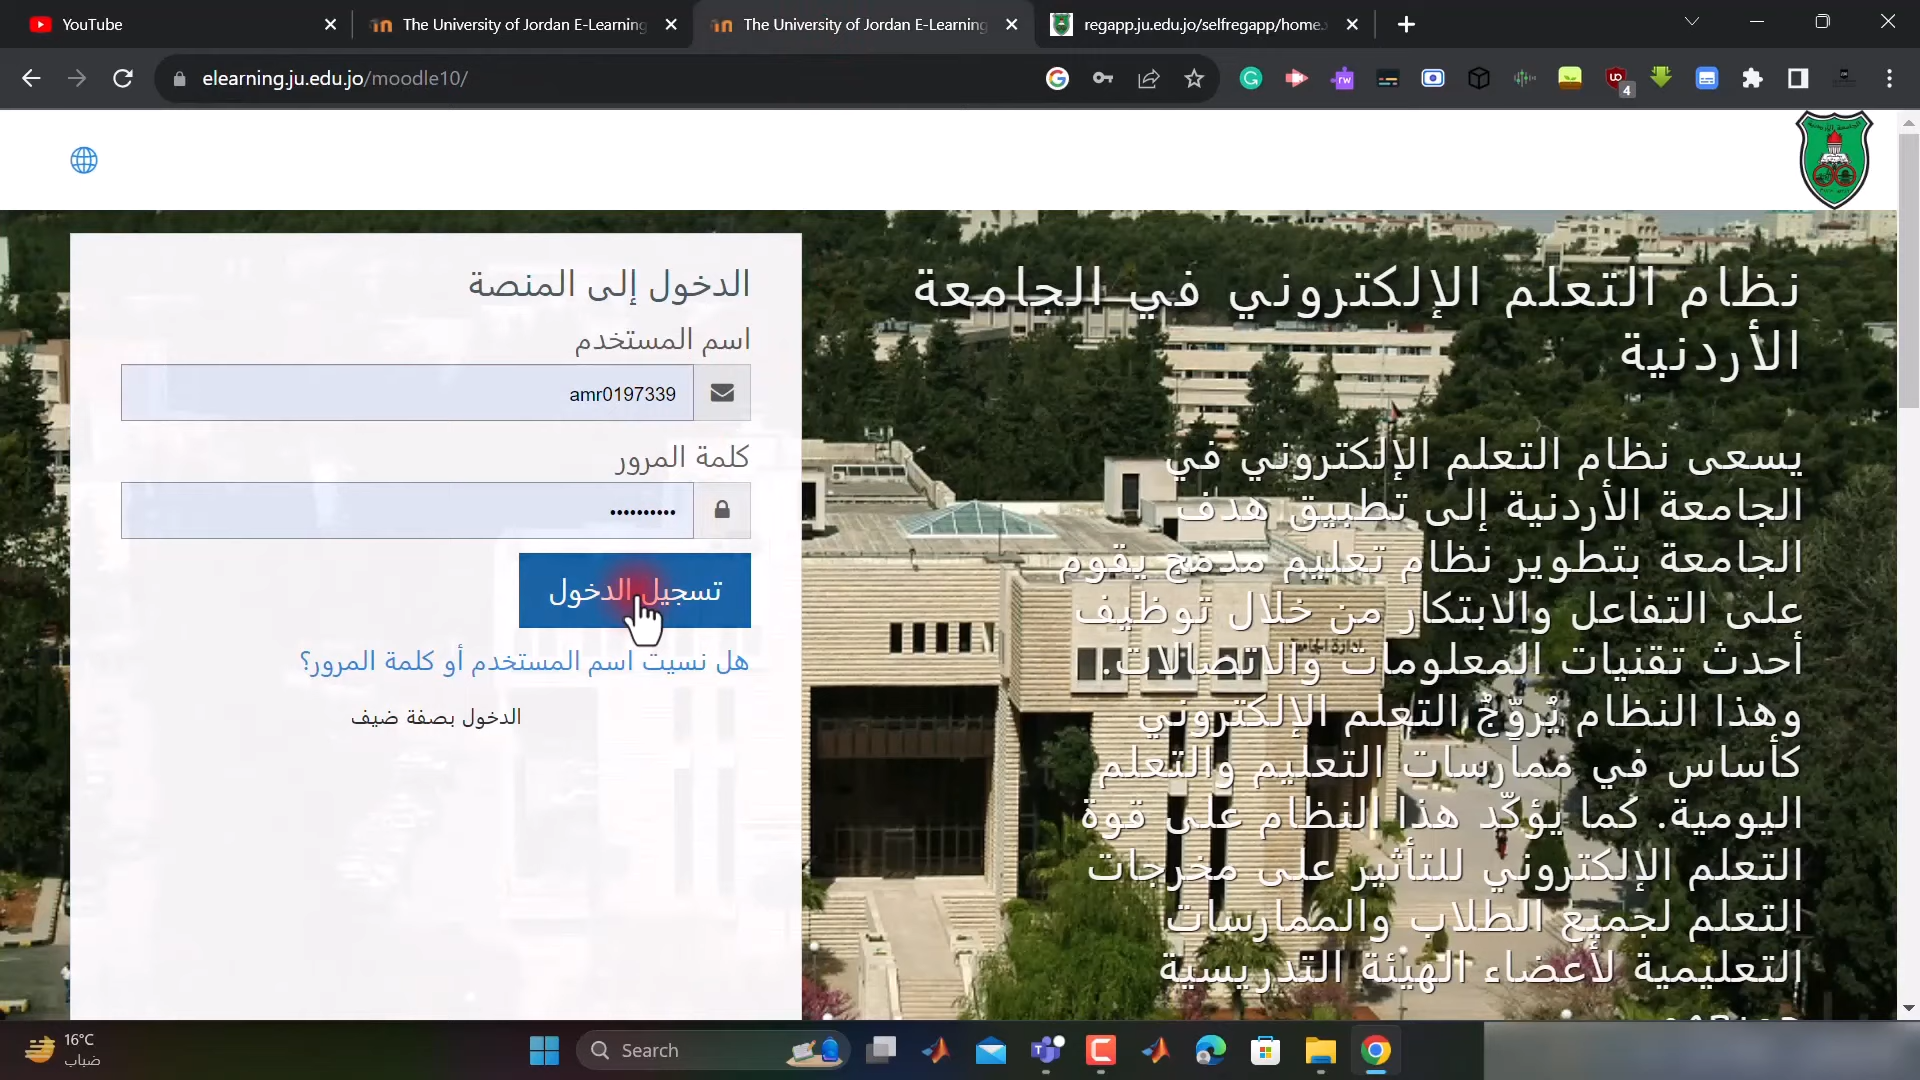 YouTube
The University of Jordan E-Learning
The University of Jordan E-Learning
regapp.ju.edu.jo/selfregapp/home.
elearning.ju.edu.jo/moodle10/
rw
4
الدخول إلى المنصة
اسم المستخدم
amr0197339
كلمة المرور
••••••••••
تسجيل الدخول
هل نسيت اسم المستخدم أو كلمة المرور؟
الدخول بصفة ضيف
نظام التعلم الإلكتروني في الجامعة
الأردنية
يسعى نظام التعلم الإلكتروني في
الجامعة الأردنية إلى تطبيق هدف
الجامعة بتطوير نظام تعليم مدمج يقوم
على التفاعل والابتكار من خلال توظيف
أحدث تقنيات المعلومات والاتصالات.
وهذا النظام يُروّجُ التعلم الإلكتروني
كأساس في ممارسات التعليم والتعلم
اليومية. كما يؤكّد هذا النظام على قوة
التعلم الإلكتروني للتأثير على مخرجات
التعلم لجميع الطلاب والممارسات
التعليمية لأعضاء الهيئة التدريسية
16°C
ضباب
Search